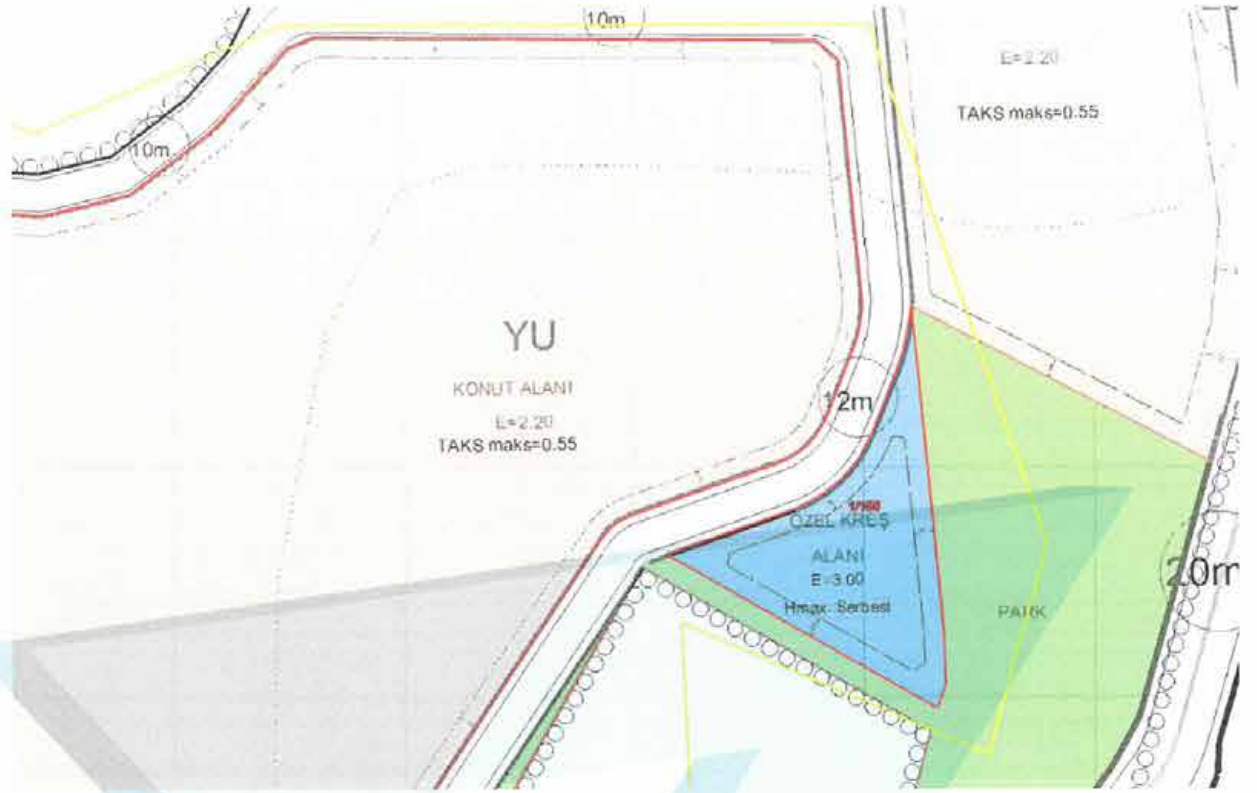 10m
E=2.20
TAKS maks=0.55
10m
YU
KONUT ALANI
E=2.20
TAKS maks=0.55
12m
ÖZEL KREŞ
ALANI
E=3.00
Hmax: Serbest
PARK
20m